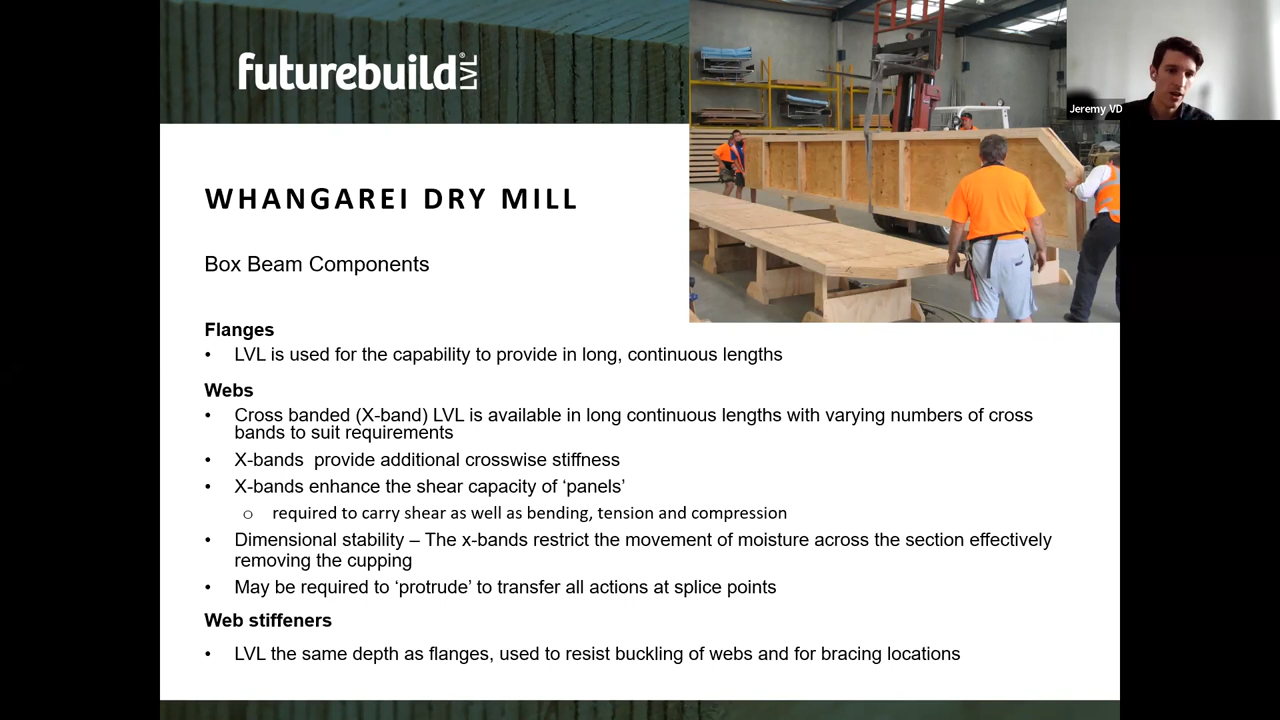 futurebuild LVL®
Jeremy VD
WHANGAREI DRY MILL
Box Beam Components
Flanges
• LVL is used for the capability to provide in long, continuous lengths
Webs
• Cross banded (X-band) LVL is available in long continuous lengths with varying numbers of cross
bands to suit requirements
• X-bands  provide additional crosswise stiffness
• X-bands enhance the shear capacity of ‘panels’
o required to carry shear as well as bending, tension and compression
• Dimensional stability – The x-bands restrict the movement of moisture across the section effectively
removing the cupping
• May be required to ‘protrude’ to transfer all actions at splice points
Web stiffeners
• LVL the same depth as flanges, used to resist buckling of webs and for bracing locations